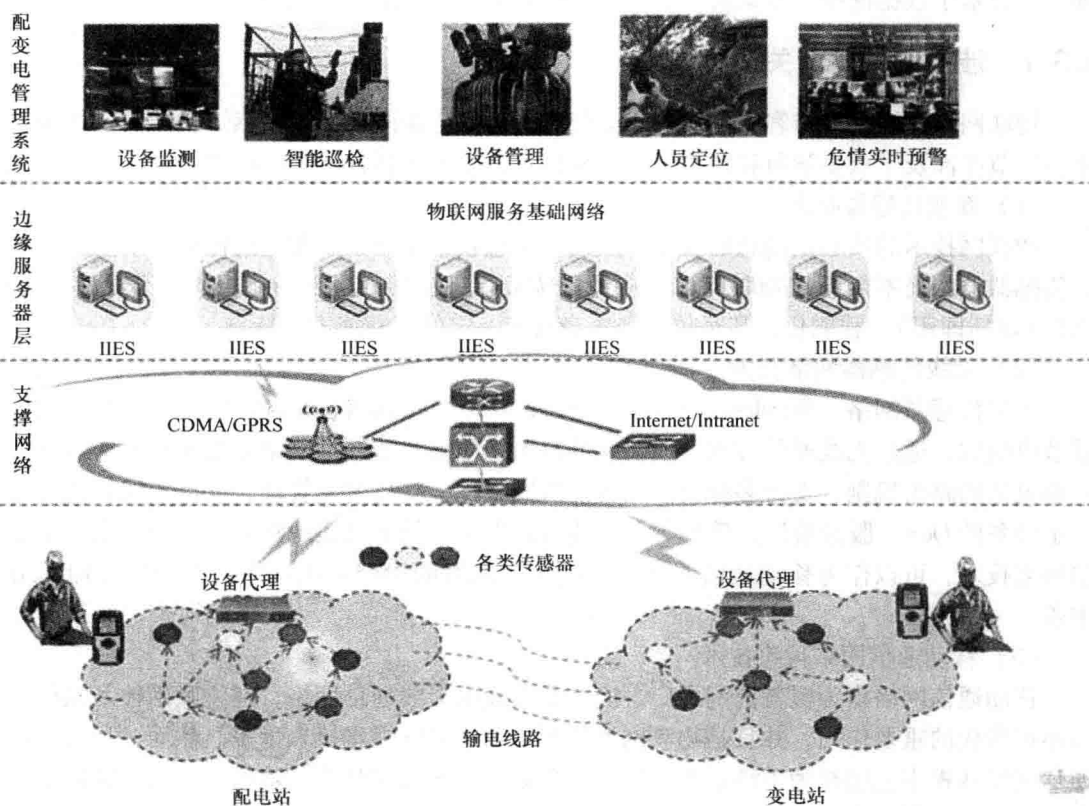 配变电管理系统
设备监测 智能巡检 设备管理 人员定位 危情实时预警
边缘服务器层
物联网服务基础网络
IIES IIES IIES IIES IIES IIES IIES IIES
支撑网络
CDMA/GPRS
Internet/Intranet
各类传感器
设备代理 设备代理
输电线路
配电站 变电站